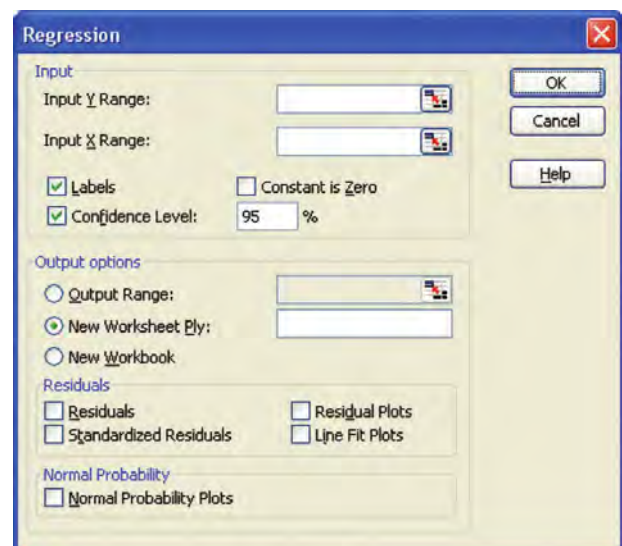 Regression
Input
Input Y Range:
Input X Range:
Labels
Constant is Zero
Confidence Level: 95 %
OK
Cancel
Help
Output options
Output Range:
New Worksheet Ply:
New Workbook
Residuals
Residuals
Residual Plots
Standardized Residuals
Line Fit Plots
Normal Probability
Normal Probability Plots